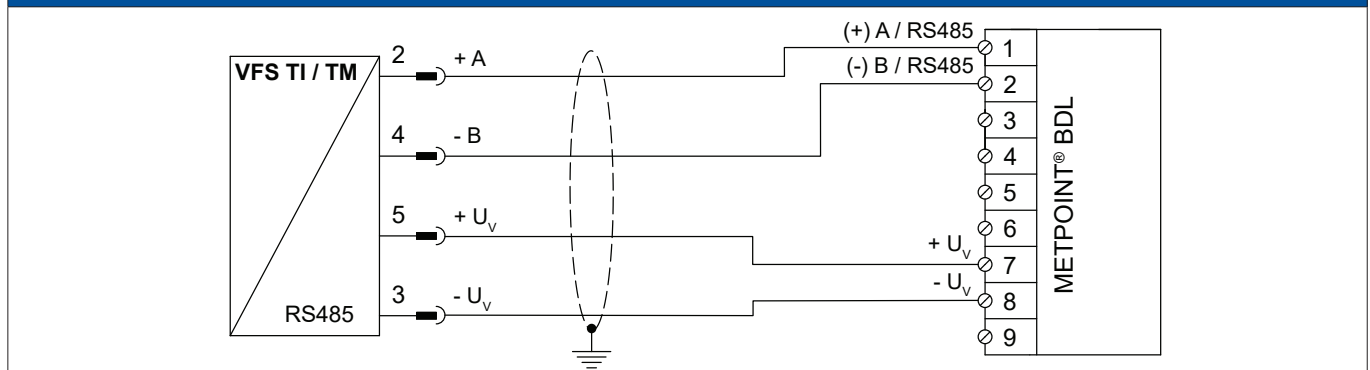 (+) A / RS485
(-) B / RS485
VFS TI / TM
RS485
2
+ A
4
- B
5
+ Uv
3
- Uv
+ Uv
- Uv
1
2
3
4
5
6
7
8
9
METPOINT® BDL